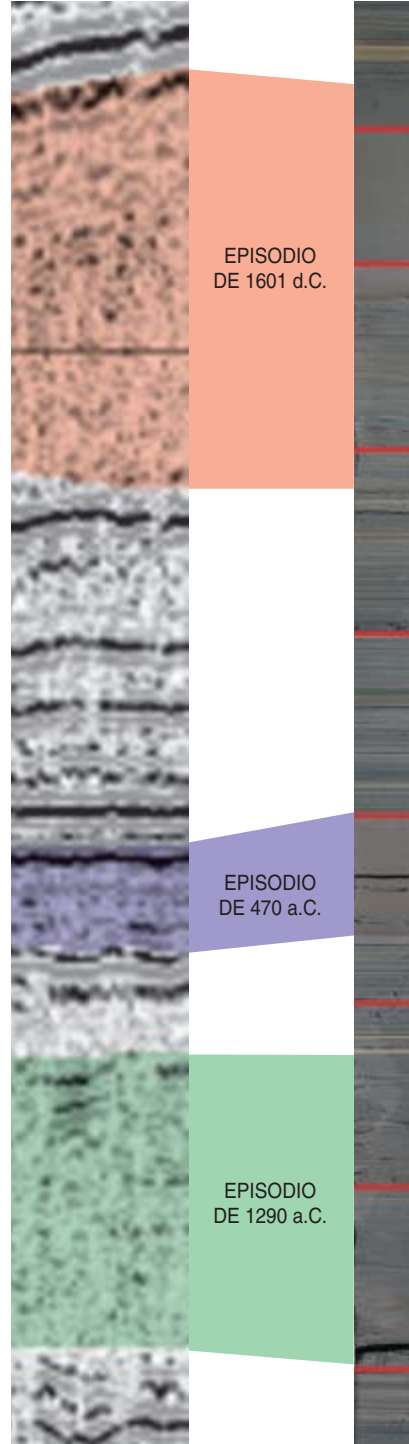 EPISODIO
DE 1601 d.C.
EPISODIO
DE 470 a.C.
EPISODIO
DE 1290 a.C.